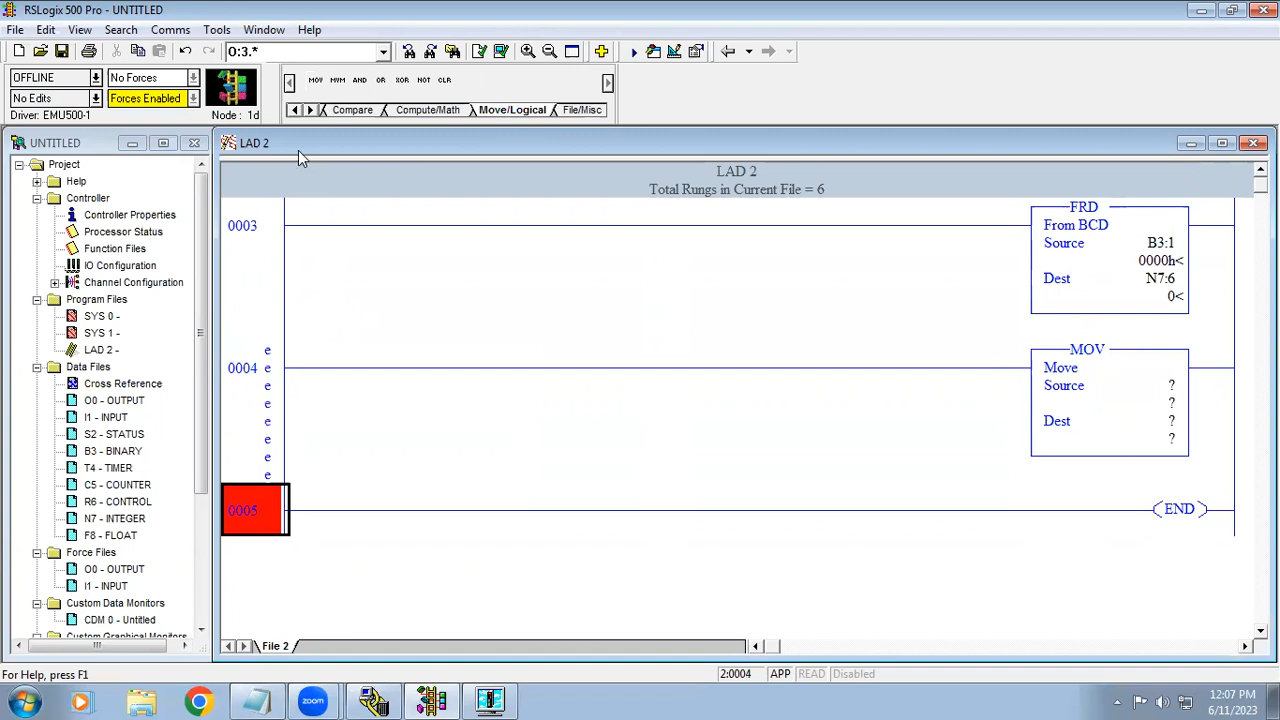 RSLogix 500 Pro - UNTITLED
File Edit View Search Comms Tools Window Help
O:3.*
OFFLINE No Forces
No Edits Forces Enabled
Driver: EMU500-1 Node : 1d
MOV MVM AND OR XOR NOT CLR
Compare Compute/Math Move/Logical File/Misc
UNTITLED
Project
Help
Controller
Controller Properties
Processor Status
Function Files
IO Configuration
Channel Configuration
Program Files
SYS 0 -
SYS 1 -
LAD 2 -
Data Files
Cross Reference
O0 - OUTPUT
I1 - INPUT
S2 - STATUS
B3 - BINARY
T4 - TIMER
C5 - COUNTER
R6 - CONTROL
N7 - INTEGER
F8 - FLOAT
Force Files
O0 - OUTPUT
I1 - INPUT
Custom Data Monitors
CDM 0 - Untitled
Custom Graphical Monitors
LAD 2
LAD 2
Total Rungs in Current File = 6
0003
FRD
From BCD
Source B3:1
0000h<
Dest N7:6
0<
e
0004 e
e
e
e
e
e
e
MOV
Move
Source ?
?
Dest ?
?
0005
END
File 2
For Help, press F1
2:0004 APP READ Disabled
zoom
12:07 PM
6/11/2023